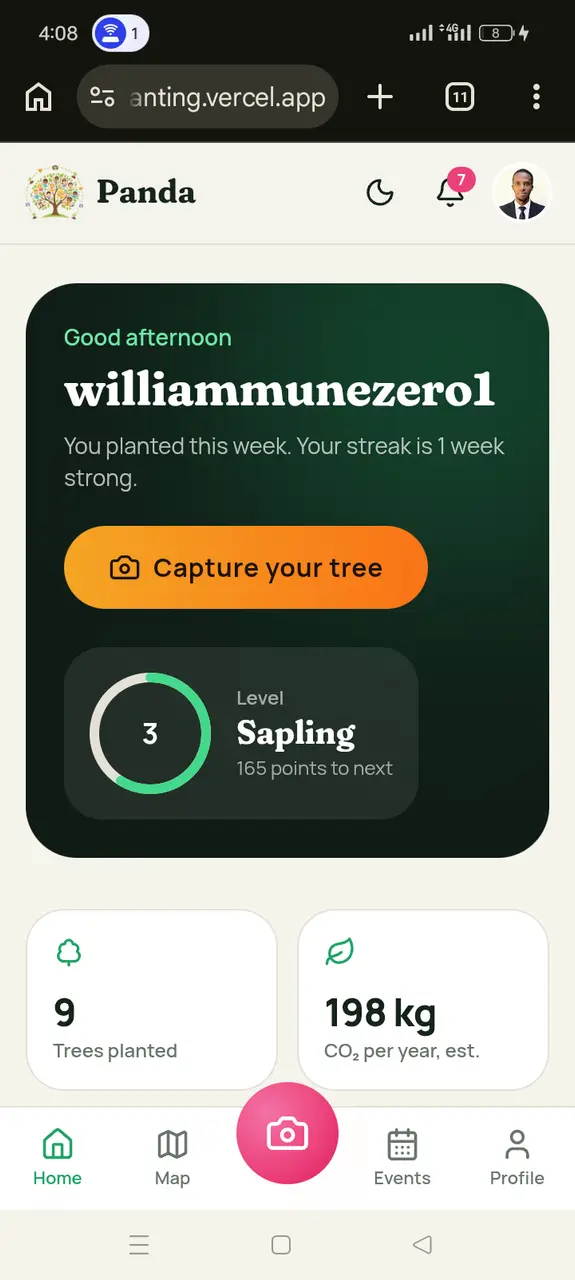 4:08
1
4G
8
anting.vercel.app
11
Panda
7
Good afternoon
williammunezero1
You planted this week. Your streak is 1 week
strong.
Capture your tree
3
Level
Sapling
165 points to next
9
Trees planted
198 kg
CO₂ per year, est.
Home
Map
Events
Profile